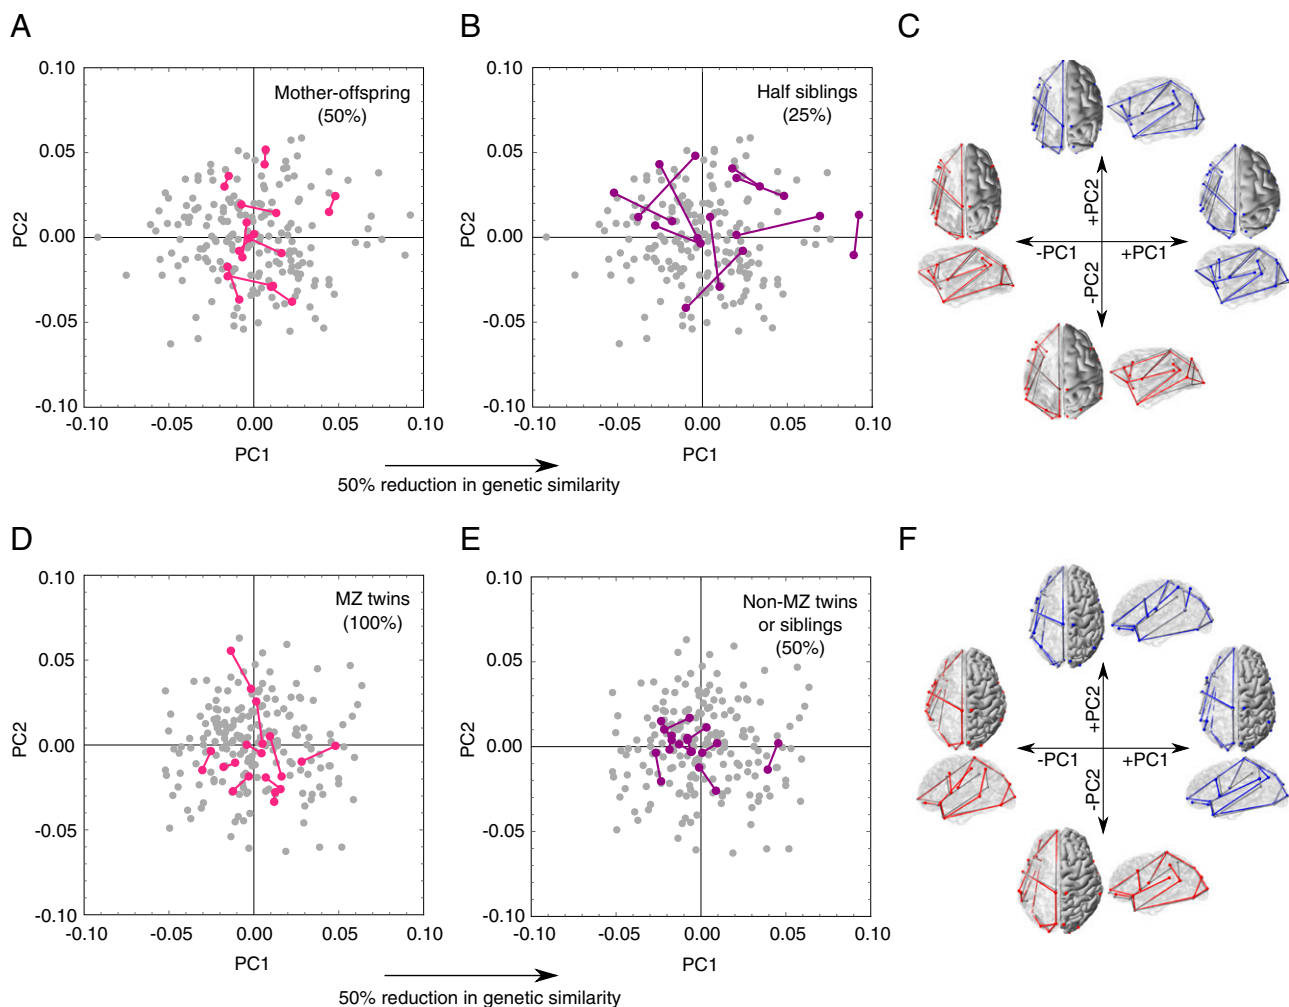 A
B
C
0.10
0.05
0.00
-0.05
-0.10
PC2
Mother-offspring
(50%)
-0.10
-0.05
0.00
0.05
0.10
PC1
0.10
0.05
0.00
-0.05
-0.10
PC2
Half siblings
(25%)
-0.10
-0.05
0.00
0.05
0.10
PC1
50% reduction in genetic similarity
+PC2
-PC1
+PC1
-PC2
D
E
F
0.10
0.05
0.00
-0.05
-0.10
PC2
MZ twins
(100%)
-0.10
-0.05
0.00
0.05
0.10
PC1
0.10
0.05
0.00
-0.05
-0.10
PC2
Non-MZ twins
or siblings
(50%)
-0.10
-0.05
0.00
0.05
0.10
PC1
50% reduction in genetic similarity
+PC2
-PC1
+PC1
-PC2